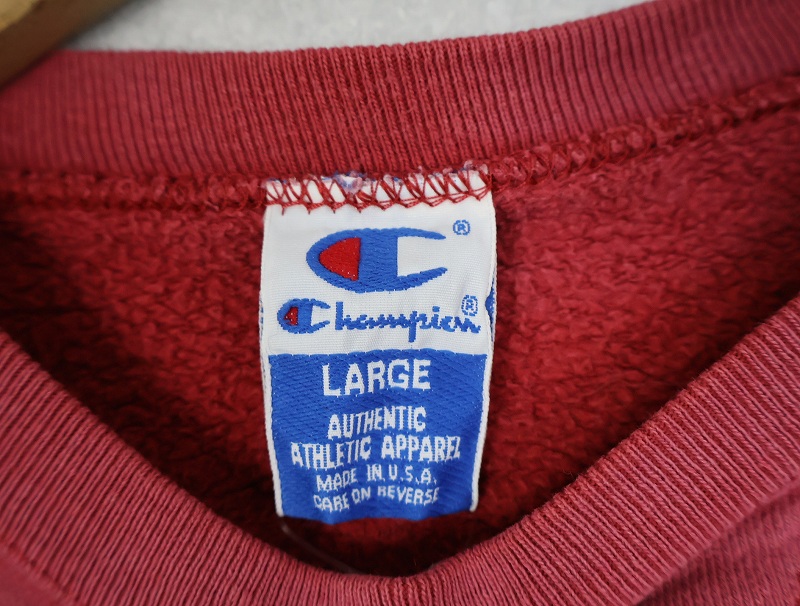 ®
Champion®
LARGE
AUTHENTIC
ATHLETIC APPAREL
MADE IN U.S.A.
CARE ON REVERSE